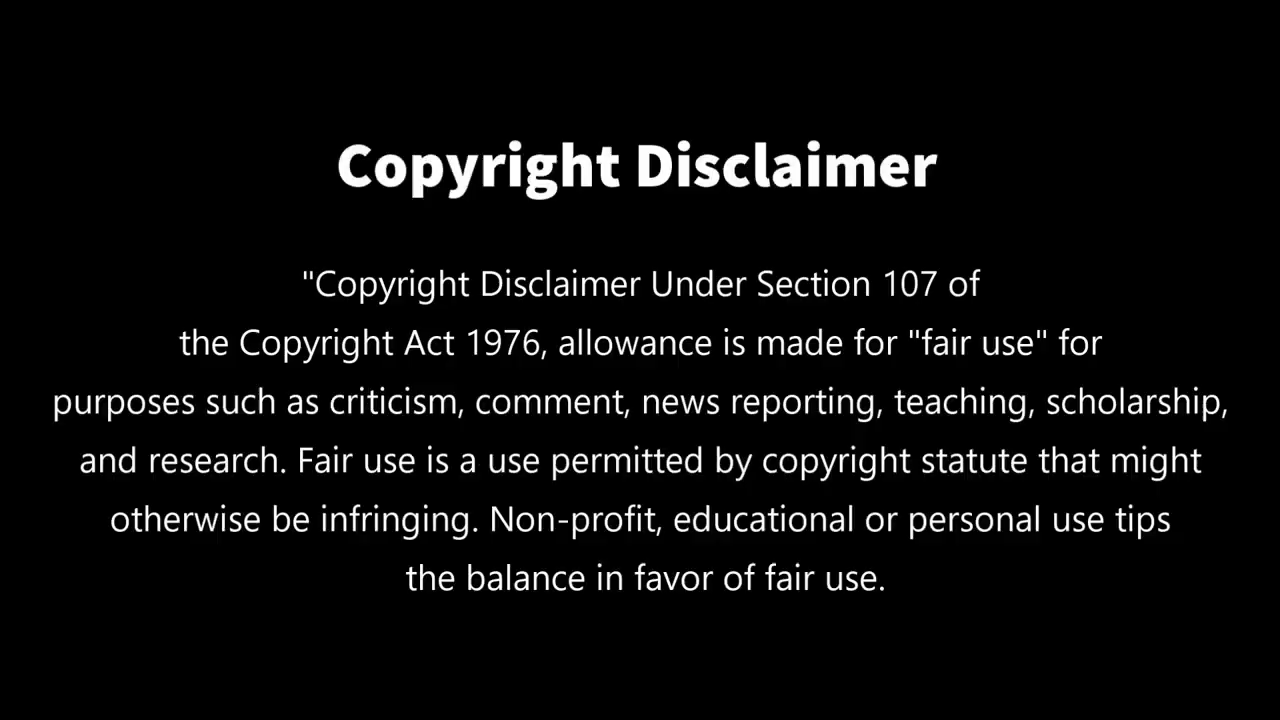 Copyright Disclaimer
"Copyright Disclaimer Under Section 107 of
the Copyright Act 1976, allowance is made for "fair use" for
purposes such as criticism, comment, news reporting, teaching, scholarship,
and research. Fair use is a use permitted by copyright statute that might
otherwise be infringing. Non-profit, educational or personal use tips
the balance in favor of fair use.